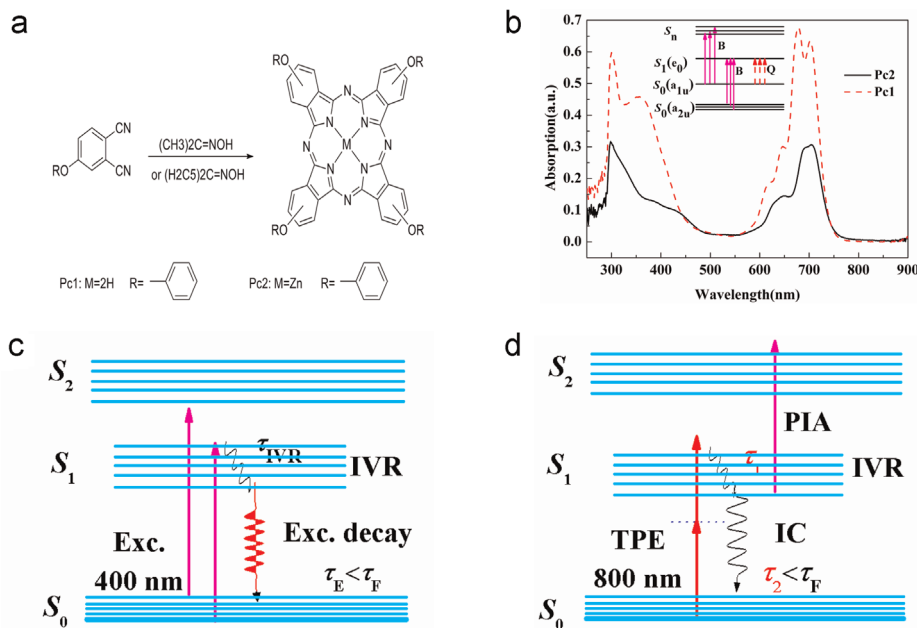 a
RO
CN
CN
(CH3)2C=NOH
or (H2C5)2C=NOH
RO
OR
N
N
N
N
N
M
N
N
N
RO
OR
Pc1: M=2H
R=
Pc2: M=Zn
R=
b
Absorption(a.u.)
0.7
0.6
0.5
0.4
0.3
0.2
0.1
0.0
300
400
500
600
700
800
900
Wavelength(nm)
Sn
B
S1(e0)
B
Q
S0(a1u)
S0(a2u)
Pc2
Pc1
c
S2
S1
τIVR
IVR
Exc.
400 nm
Exc. decay
τE<τF
S0
d
S2
PIA
S1
τ1
IVR
TPE
IC
800 nm
τ2<τF
S0